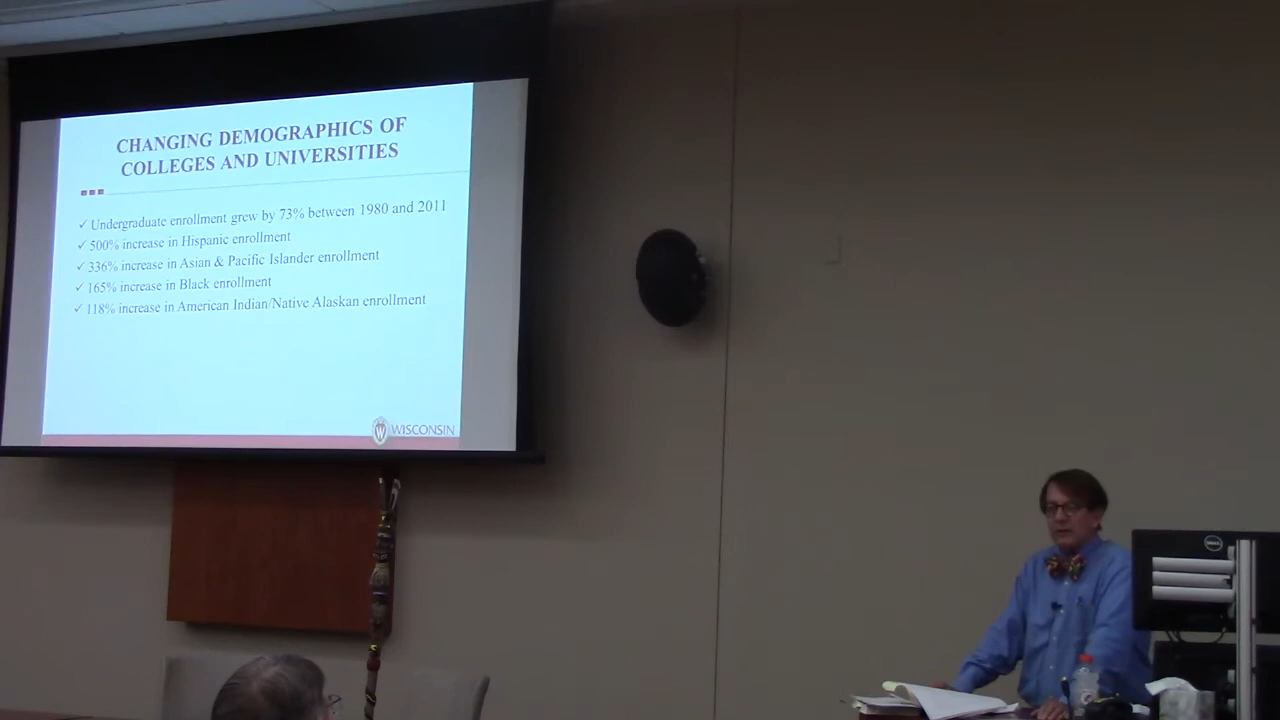 CHANGING DEMOGRAPHICS OF
COLLEGES AND UNIVERSITIES
✓ Undergraduate enrollment grew by 73% between 1980 and 2011
✓ 500% increase in Hispanic enrollment
✓ 336% increase in Asian & Pacific Islander enrollment
✓ 165% increase in Black enrollment
✓ 118% increase in American Indian/Native Alaskan enrollment
W WISCONSIN
DELL